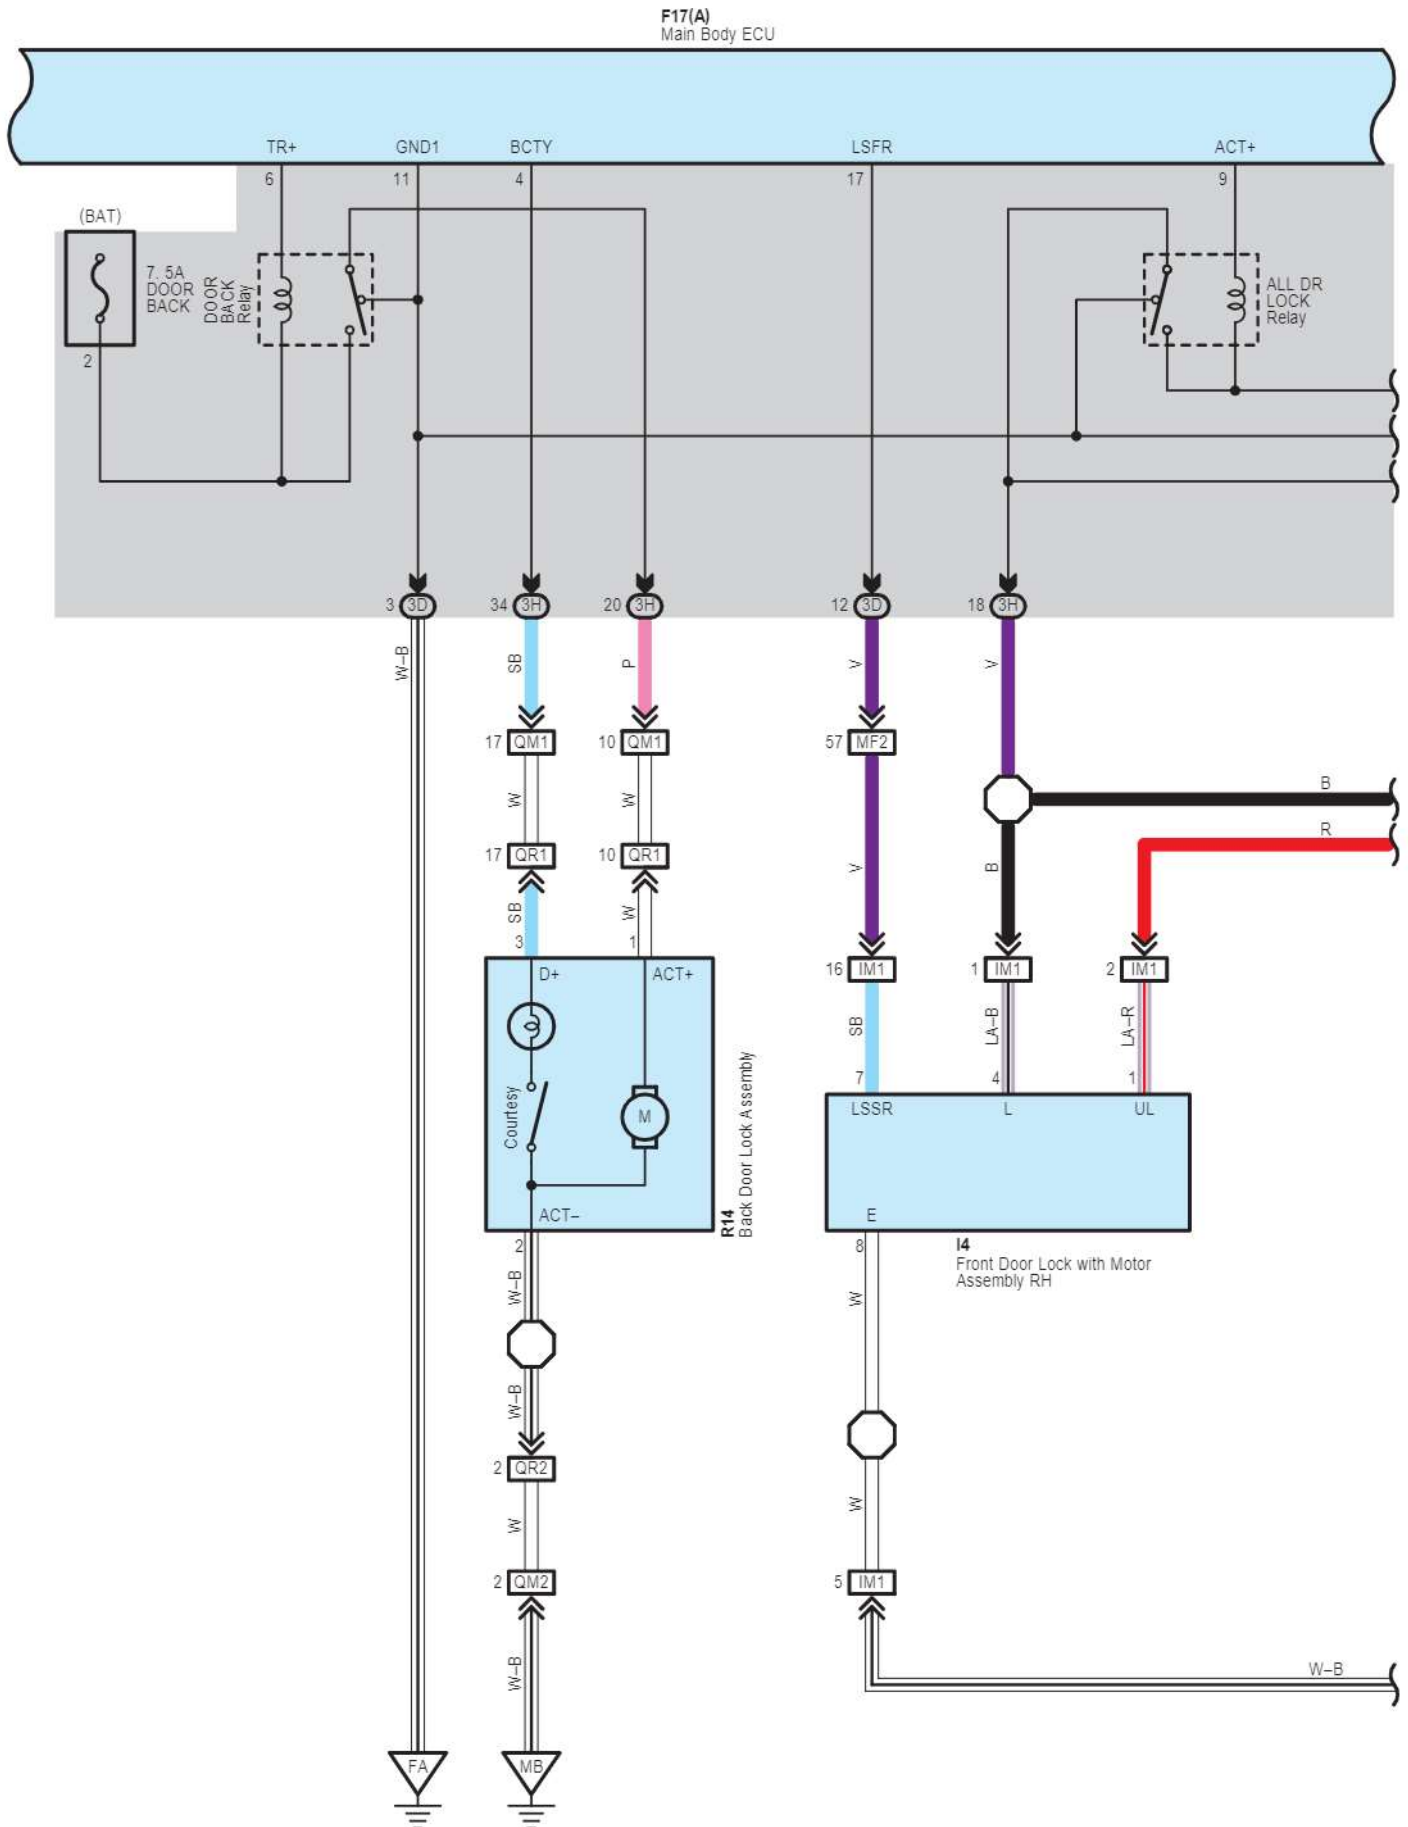 F17(A)
Main Body ECU
TR+ GND1 BCTY LSFR ACT+
6 11 4 17 9
(BAT)
7. 5A
DOOR
BACK
2
DOOR
BACK
Relay
ALL DR
LOCK
Relay
3 3D 34 3H 20 3H 12 3D 18 3H
W–B SB P V V
17 QM1 10 QM1 57 MF2
W W B
R
17 QR1 10 QR1 V B
SB W
3 1 16 IM1 1 IM1 2 IM1
D+ ACT+
SB LA–B LA–R
7 4 1
Courtesy M LSSR L UL
R14
Back Door Lock Assembly
ACT– E
2 8
I4
Front Door Lock with Motor
Assembly RH
W–B W
W–B
2 QR2
W W
2 QM2 5 IM1
W–B W–B
FA MB